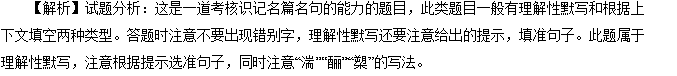 【解析】试题分析：这是一道考核识记名篇名句的能力的题目，此类题目一般有理解性默写和根据上
下文填空两种类型。答题时注意不要出现错别字，理解性默写还要注意给出的提示，填准句子。此题属于
理解性默写，注意根据提示选准句子，同时注意“湍”“酾”“槊”的写法。